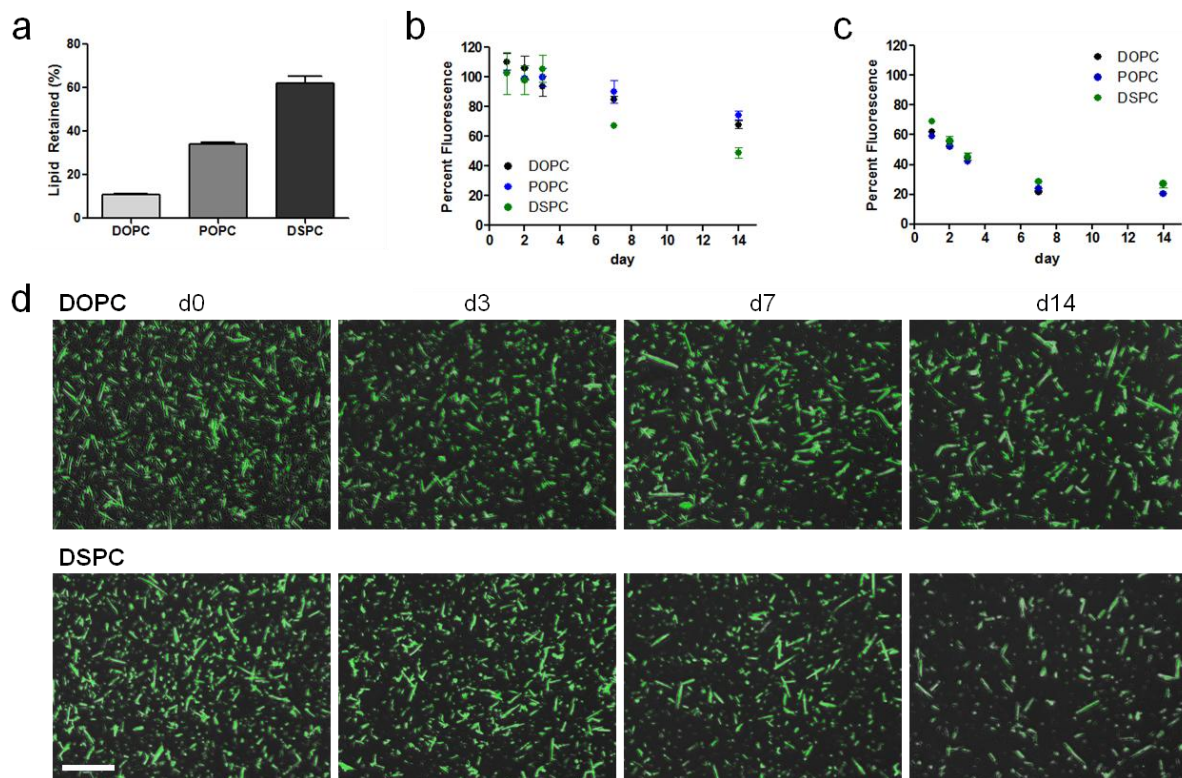 a
Lipid Retained (%)
80
60
40
20
0
DOPC POPC DSPC
b
Percent Fluorescence
120
100
80
60
40
20
0
DOPC
POPC
DSPC
0 2 4 6 8 10 12 14
day
c
Percent Fluorescence
120
100
80
60
40
20
0
DOPC
POPC
DSPC
0 2 4 6 8 10 12 14
day
d
DOPC d0 d3 d7 d14
DSPC